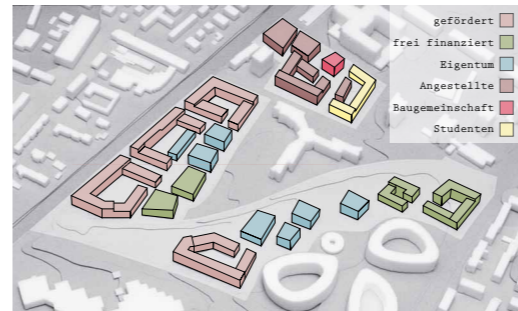 gefördert
frei finanziert
Eigentum
Angestellte
Baugemeinschaft
Studenten